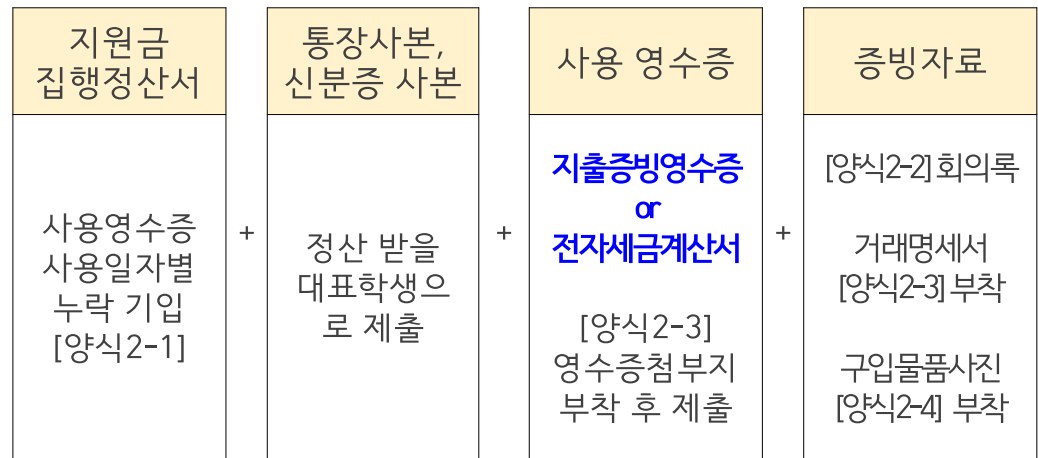 지원금
집행정산서
사용영수증
사용일자별
누락 기입
[양식2-1]
+
통장사본,
신분증 사본
정산 받을
대표학생으
로 제출
+
사용 영수증
지출증빙영수증
or
전자세금계산서
[양식2-3]
영수증첨부지
부착 후 제출
+
증빙자료
[양식2-2]회의록
거래명세서
[양식2-3]부착
구입물품사진
[양식2-4] 부착